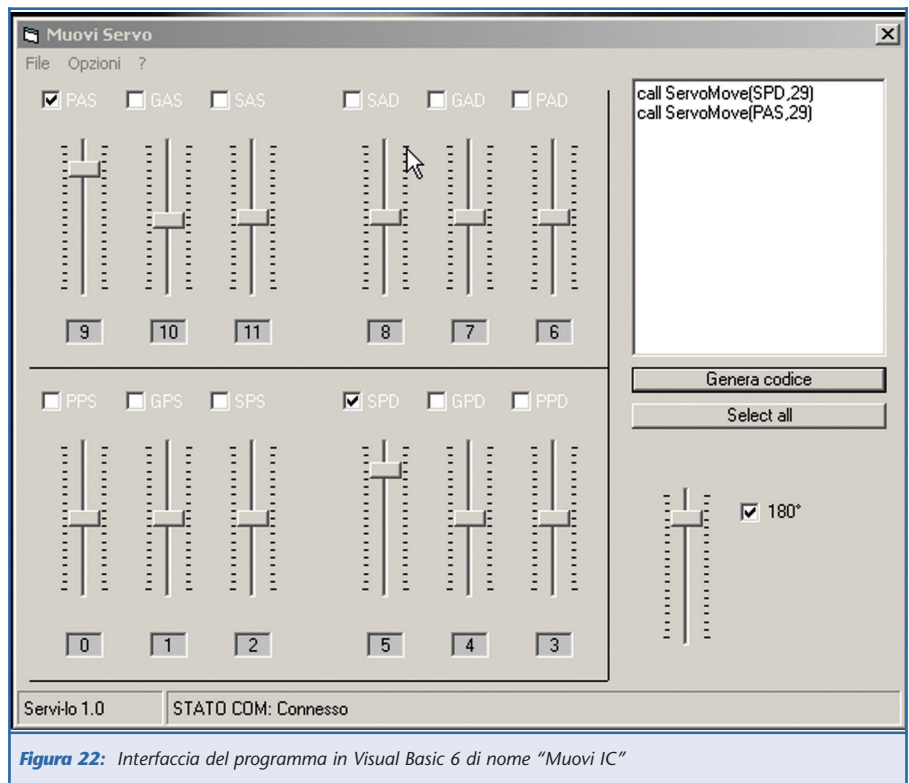 Muovi Servo
File Opzioni ?
PAS GAS SAS SAD GAD PAD
call ServoMove(SPD,29)
call ServoMove(PAS,29)
9 10 11 8 7 6
Genera codice
Select all
PPS GPS SPS SPD GPD PPD
180°
0 1 2 5 4 3
Servi-lo 1.0 STATO COM: Connesso
Figura 22: Interfaccia del programma in Visual Basic 6 di nome “Muovi IC”